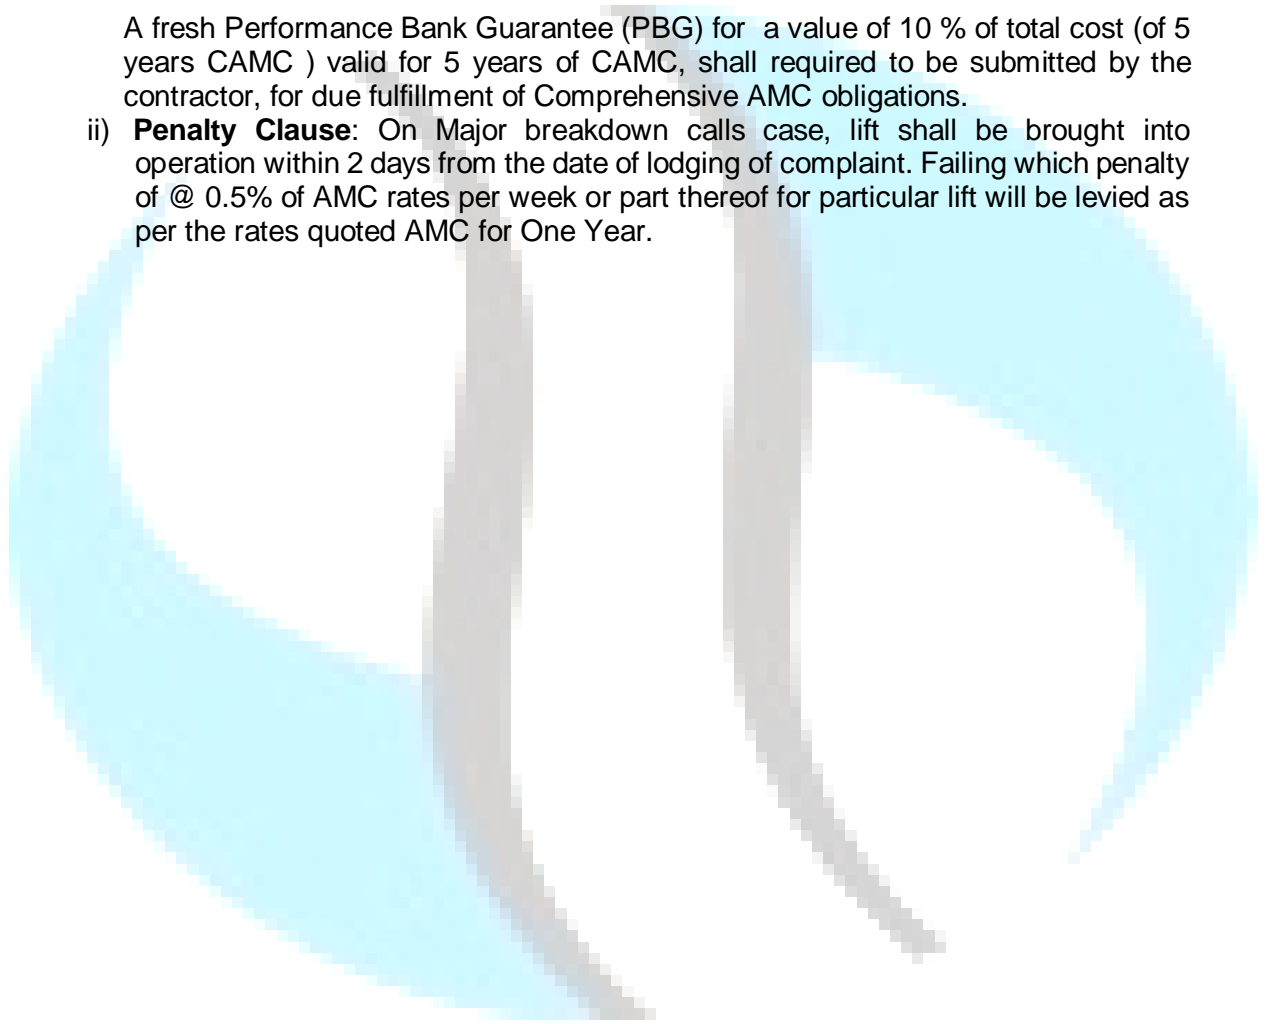 A fresh Performance Bank Guarantee (PBG) for  a value of 10 % of total cost (of 5
years CAMC ) valid for 5 years of CAMC, shall required to be submitted by the
contractor, for due fulfillment of Comprehensive AMC obligations.
ii) Penalty Clause: On Major breakdown calls case, lift shall be brought into
operation within 2 days from the date of lodging of complaint. Failing which penalty
of @ 0.5% of AMC rates per week or part thereof for particular lift will be levied as
per the rates quoted AMC for One Year.